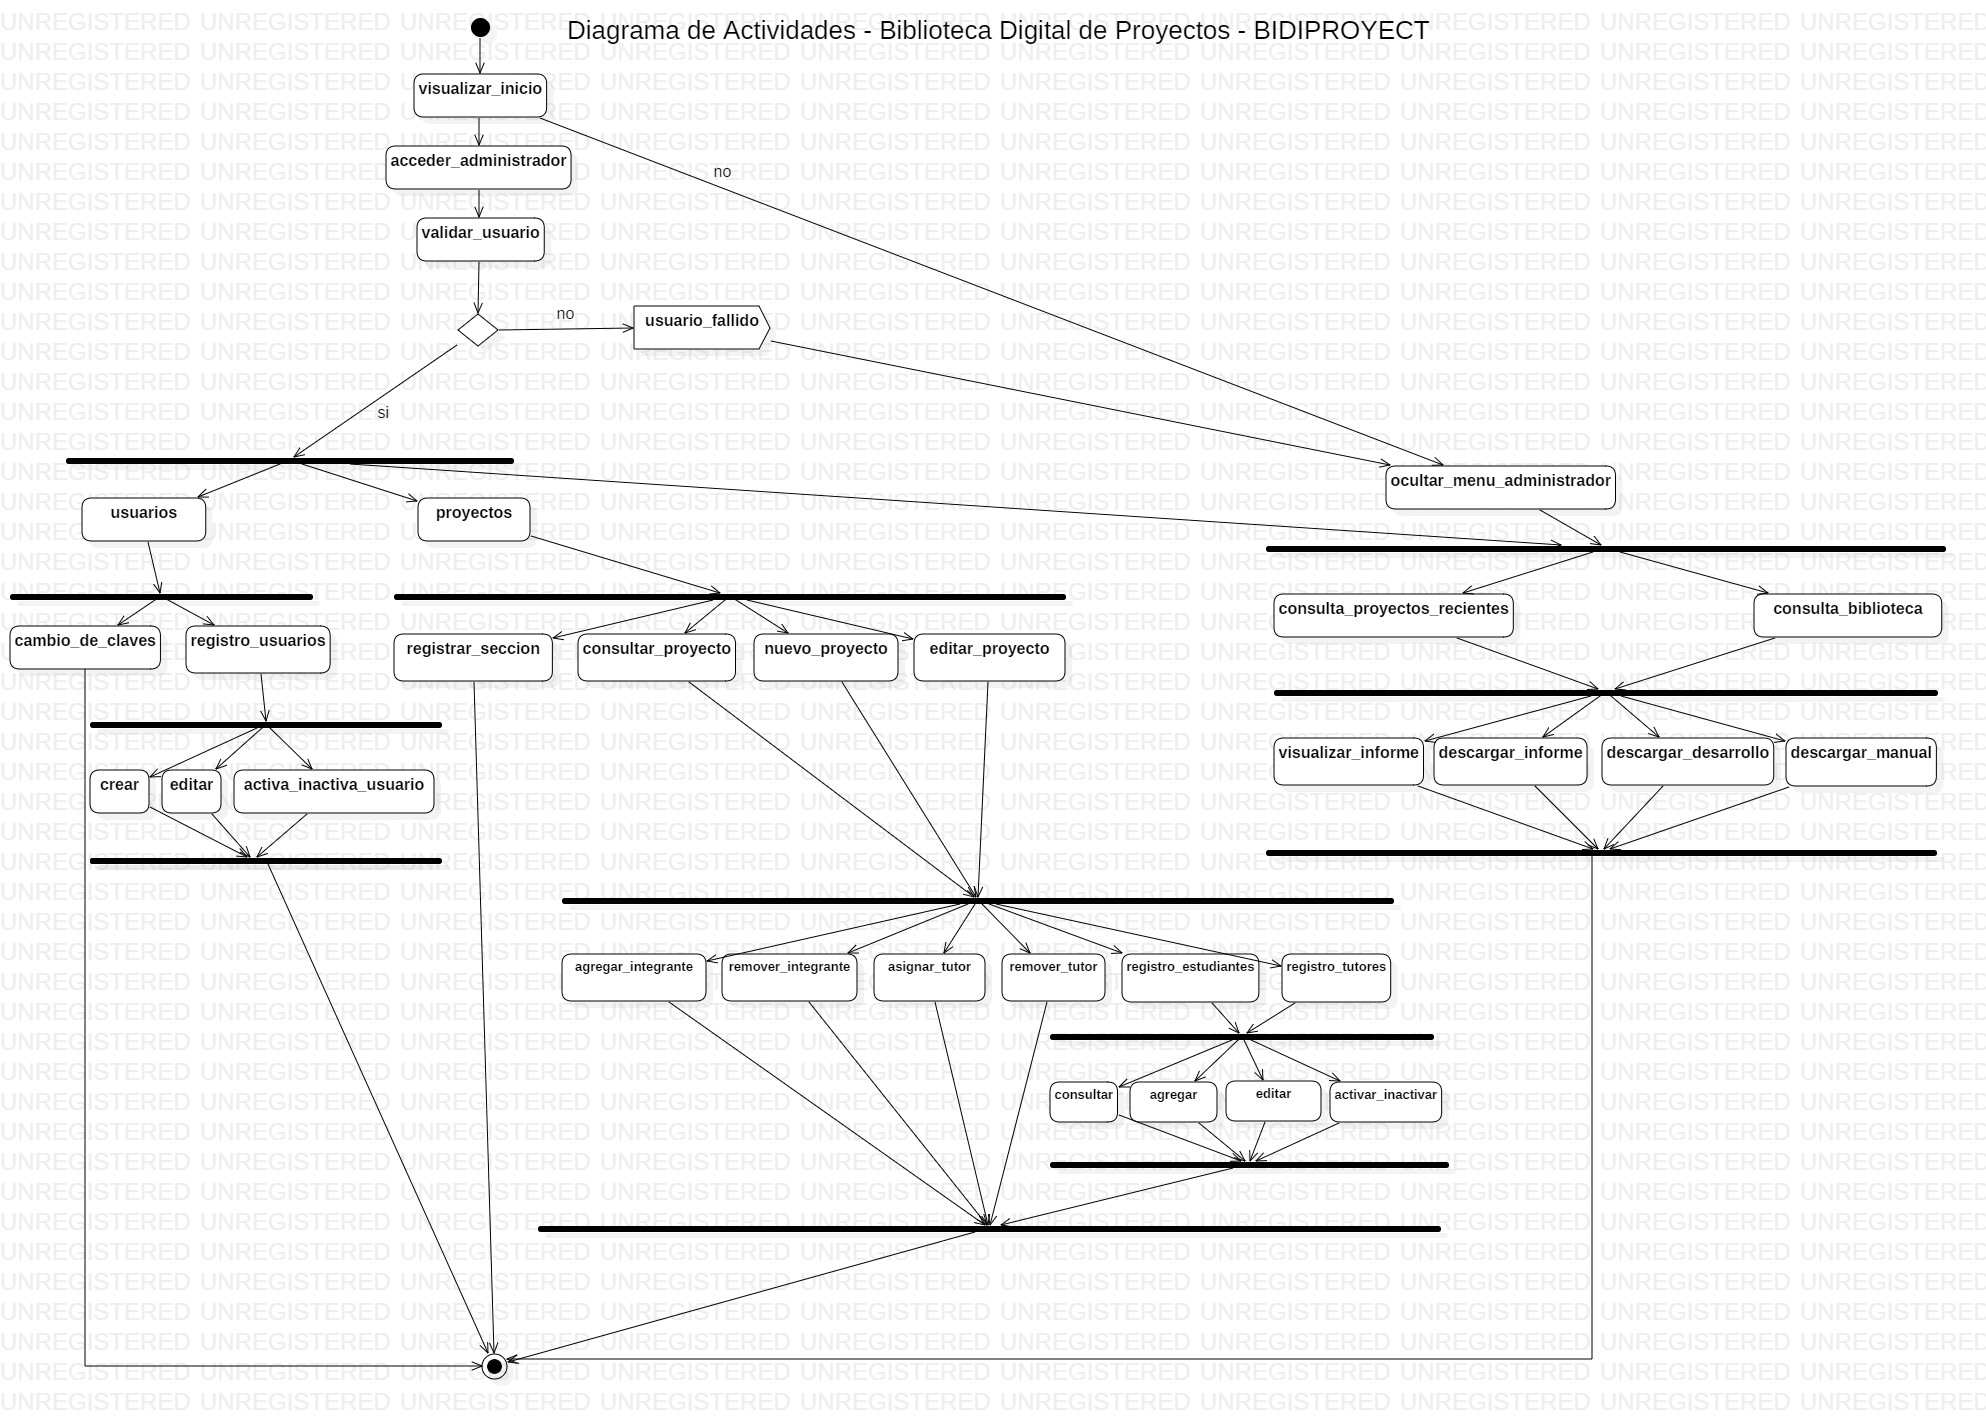 Diagrama de Actividades - Biblioteca Digital de Proyectos - BIDIPROYECT
visualizar_inicio
acceder_administrador
no
validar_usuario
no
usuario_fallido
si
ocultar_menu_administrador
usuarios
proyectos
consulta_proyectos_recientes
consulta_biblioteca
cambio_de_claves
registro_usuarios
registrar_seccion
consultar_proyecto
nuevo_proyecto
editar_proyecto
visualizar_informe
descargar_informe
descargar_desarrollo
descargar_manual
crear
editar
activa_inactiva_usuario
agregar_integrante
remover_integrante
asignar_tutor
remover_tutor
registro_estudiantes
registro_tutores
consultar
agregar
editar
activar_inactivar
UNREGISTERED